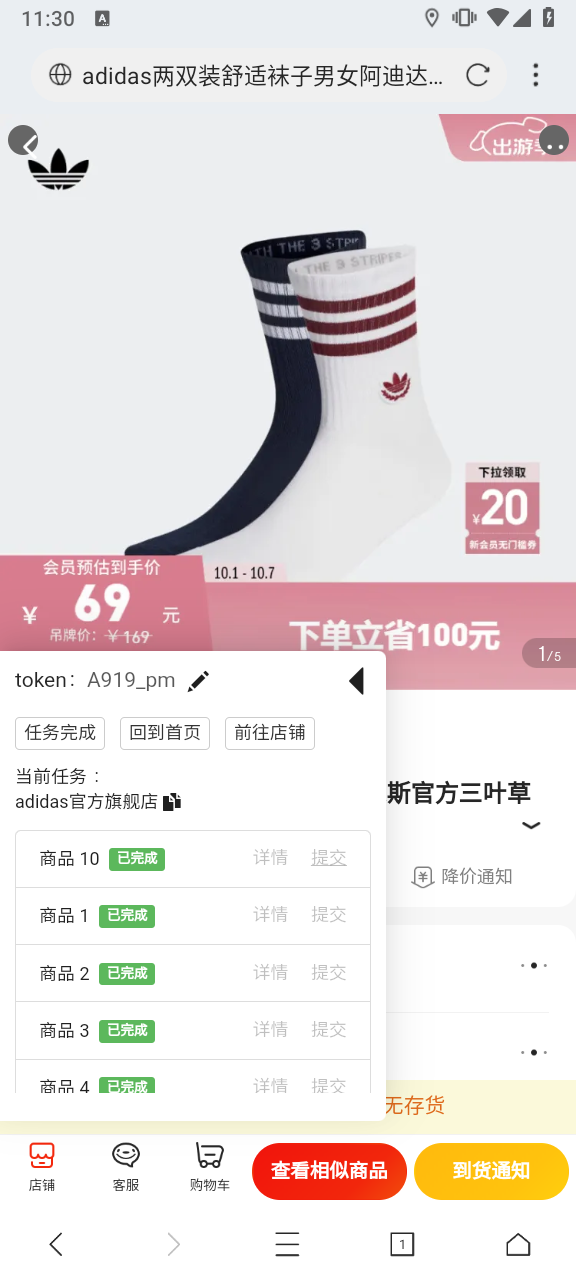 11:30
A
adidas两双装舒适袜子男女阿迪达...
出游季
WITH THE 3 STRIP
THE 3 STRIPES
下拉领取
¥20
新会员无门槛券
会员预估到手价
10.1 - 10.7
¥ 69 元
吊牌价：￥169
下单立省100元
1/5
token： A919_pm
任务完成 回到首页 前往店铺
当前任务 ：
adidas官方旗舰店
斯官方三叶草
商品 10 已完成 详情 提交
降价通知
商品 1 已完成 详情 提交
商品 2 已完成 详情 提交
商品 3 已完成 详情 提交
商品 4 已完成 详情 提交
无存货
店铺 客服 购物车 查看相似商品 到货通知
1